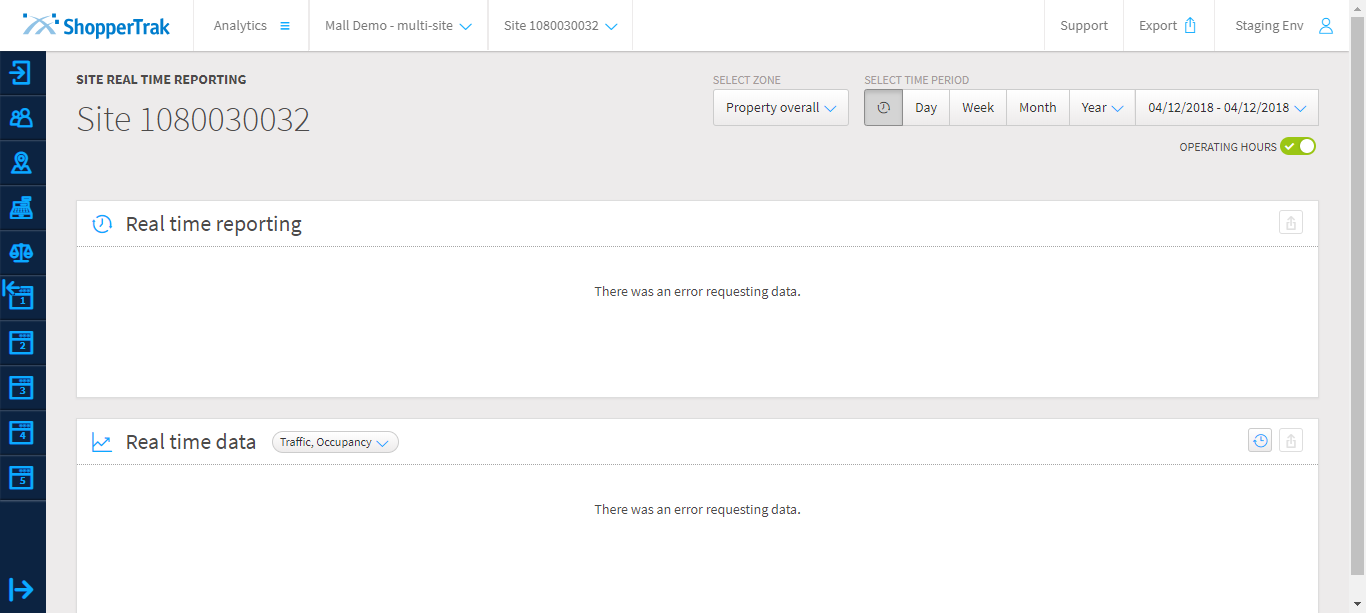 ShopperTrak
Analytics
Mall Demo - multi-site
Site 1080030032
Support
Export
Staging Env
SITE REAL TIME REPORTING
Site 1080030032
SELECT ZONE
Property overall
SELECT TIME PERIOD
Day
Week
Month
Year
04/12/2018 - 04/12/2018
OPERATING HOURS
1
2
3
4
5
Real time reporting
There was an error requesting data.
Real time data
Traffic, Occupancy
There was an error requesting data.